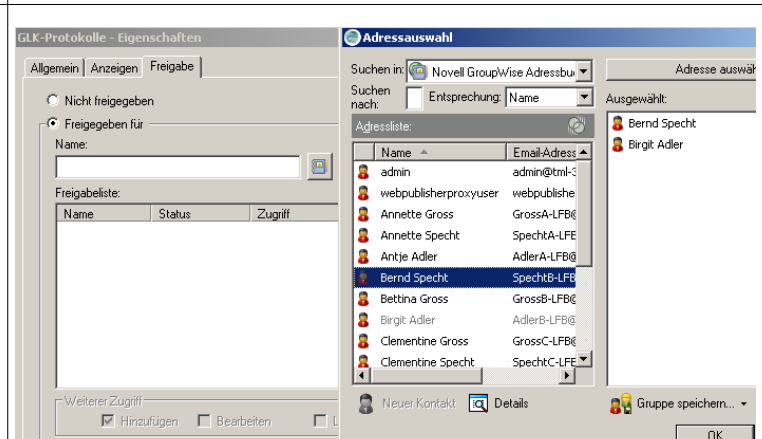 GLK-Protokolle - Eigenschaften
Allgemein Anzeigen Freigabe
Nicht freigegeben
Freigegeben für
Name:
Freigabeliste:
Name Status Zugriff
Weiterer Zugriff
Hinzufügen Bearbeiten L
Adressauswahl
Suchen in: Novell GroupWise Adressbu
Suchen nach: Entsprechung: Name
Adressliste:
Name Email-Adress
admin admin@tml-3
webpublisherproxyuser webpublishe
Annette Gross GrossA-LFB@
Annette Specht SpechtA-LFB
Antje Adler AdlerA-LFB@
Bernd Specht SpechtB-LFB
Bettina Gross GrossB-LFB@
Birgit Adler AdlerB-LFB@
Clementine Gross GrossC-LFB@
Clementine Specht SpechtC-LFB
Neuer Kontakt Details
Adresse auswäh
Ausgewählt:
Bernd Specht
Birgit Adler
Gruppe speichern...
OK